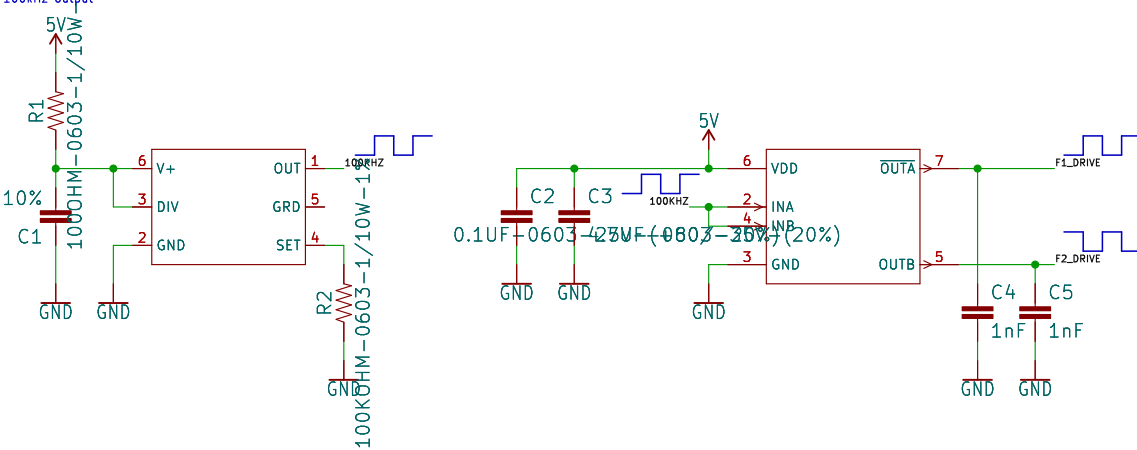 100kHz output
5V
R1
100OHM-0603-1/10W-
10%
C1
GND
GND
6
V+
3
DIV
2
GND
OUT
1
GRD
5
SET
4
100KHZ
R2
100KOHM-0603-1/10W-1%
GND
5V
C2
C3
100KHZ
GND
GND
GND
6
VDD
2
INA
4
INB
3
GND
OUTA
7
OUTB
5
F1_DRIVE
F2_DRIVE
C4
1nF
C5
1nF
GND
GND